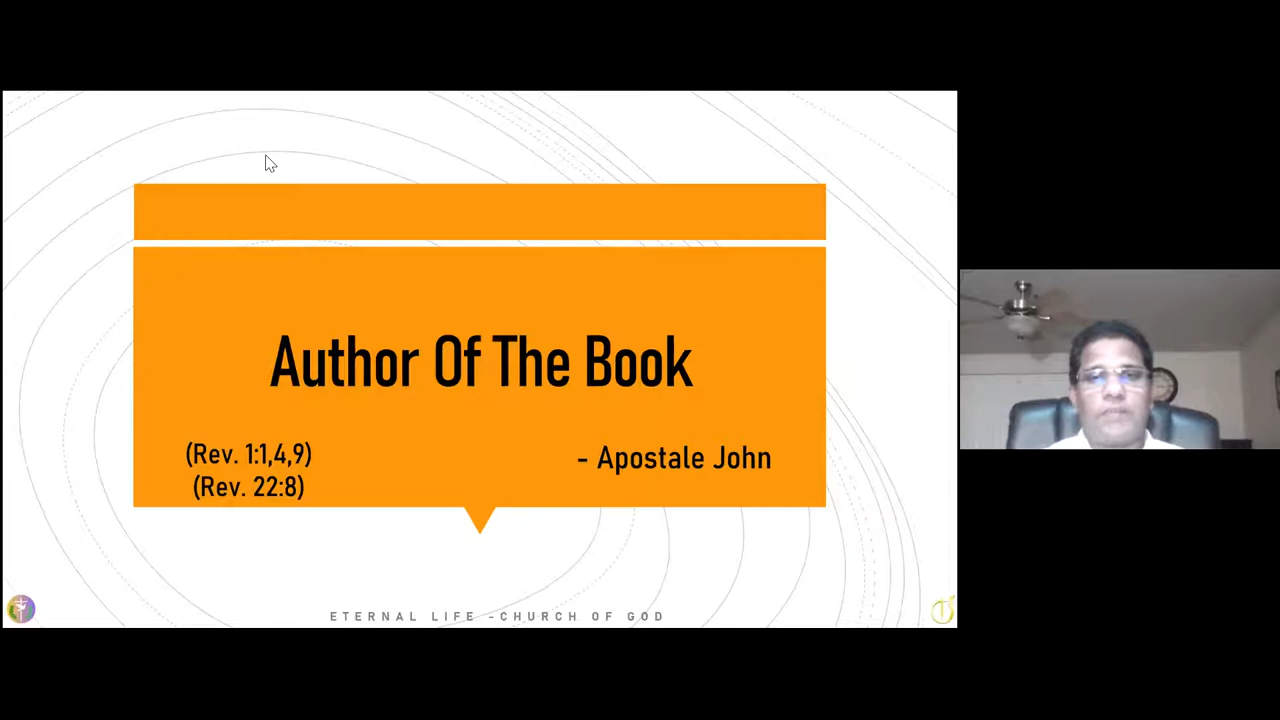 Author Of The Book
(Rev. 1:1,4,9)
- Apostale John
(Rev. 22:8)
ETERNAL LIFE -CHURCH OF GOD